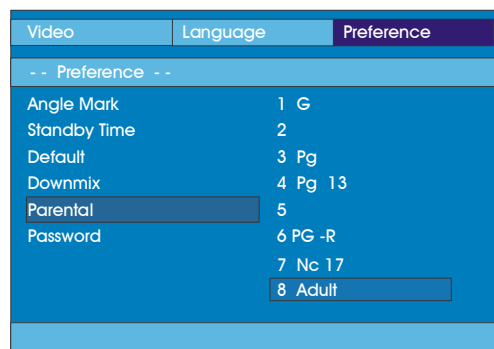 Video Language Preference
-- Preference --
Angle Mark 1 G
Standby Time 2
Default 3 Pg
Downmix 4 Pg 13
Parental 5
Password 6 PG -R
7 Nc 17
8 Adult